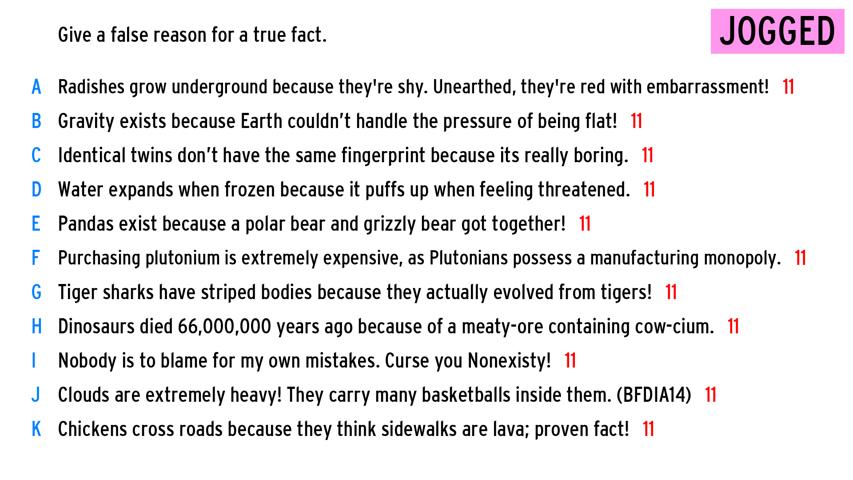 Give a false reason for a true fact.
JOGGED
A Radishes grow underground because they're shy. Unearthed, they're red with embarrassment! 11
B Gravity exists because Earth couldn't handle the pressure of being flat! 11
C Identical twins don't have the same fingerprint because its really boring. 11
D Water expands when frozen because it puffs up when feeling threatened. 11
E Pandas exist because a polar bear and grizzly bear got together! 11
F Purchasing plutonium is extremely expensive, as Plutonians possess a manufacturing monopoly. 11
G Tiger sharks have striped bodies because they actually evolved from tigers! 11
H Dinosaurs died 66,000,000 years ago because of a meaty-ore containing cow-cium. 11
I Nobody is to blame for my own mistakes. Curse you Nonexisty! 11
J Clouds are extremely heavy! They carry many basketballs inside them. (BFDIA14) 11
K Chickens cross roads because they think sidewalks are lava; proven fact! 11